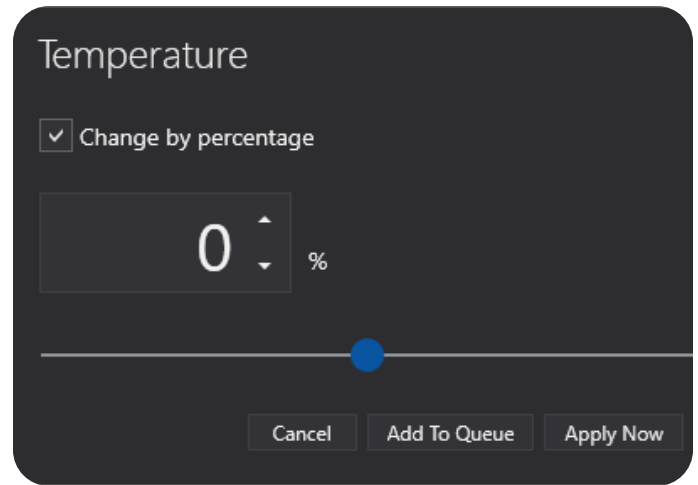 Temperature
Change by percentage
0
%
Cancel Add To Queue Apply Now